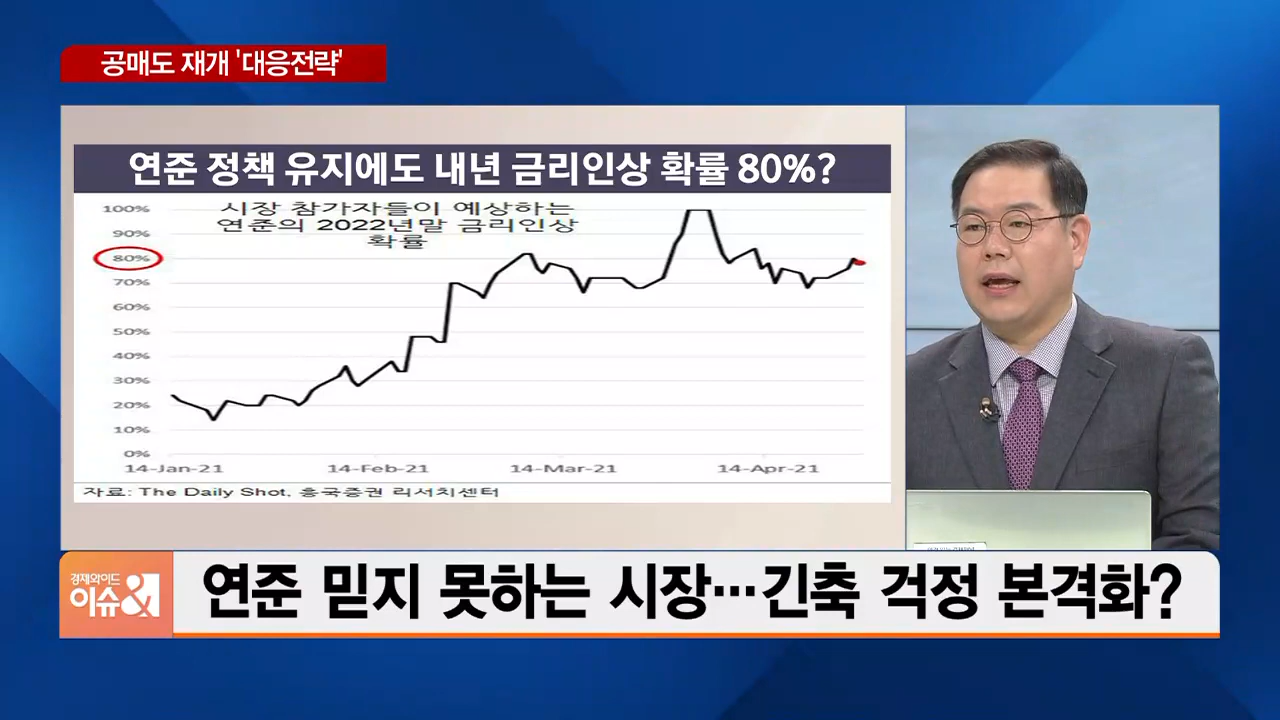 공매도 재개 '대응전략'
연준 정책 유지에도 내년 금리인상 확률 80%?
시장 참가자들이 예상하는
연준의 2022년말 금리인상
확률
100%
90%
80%
70%
60%
50%
40%
30%
20%
10%
0%
14-Jan-21 14-Feb-21 14-Mar-21 14-Apr-21
자료: The Daily Shot, 흥국증권 리서치센터
경제와이드
이슈&
연준 믿지 못하는 시장…긴축 걱정 본격화?